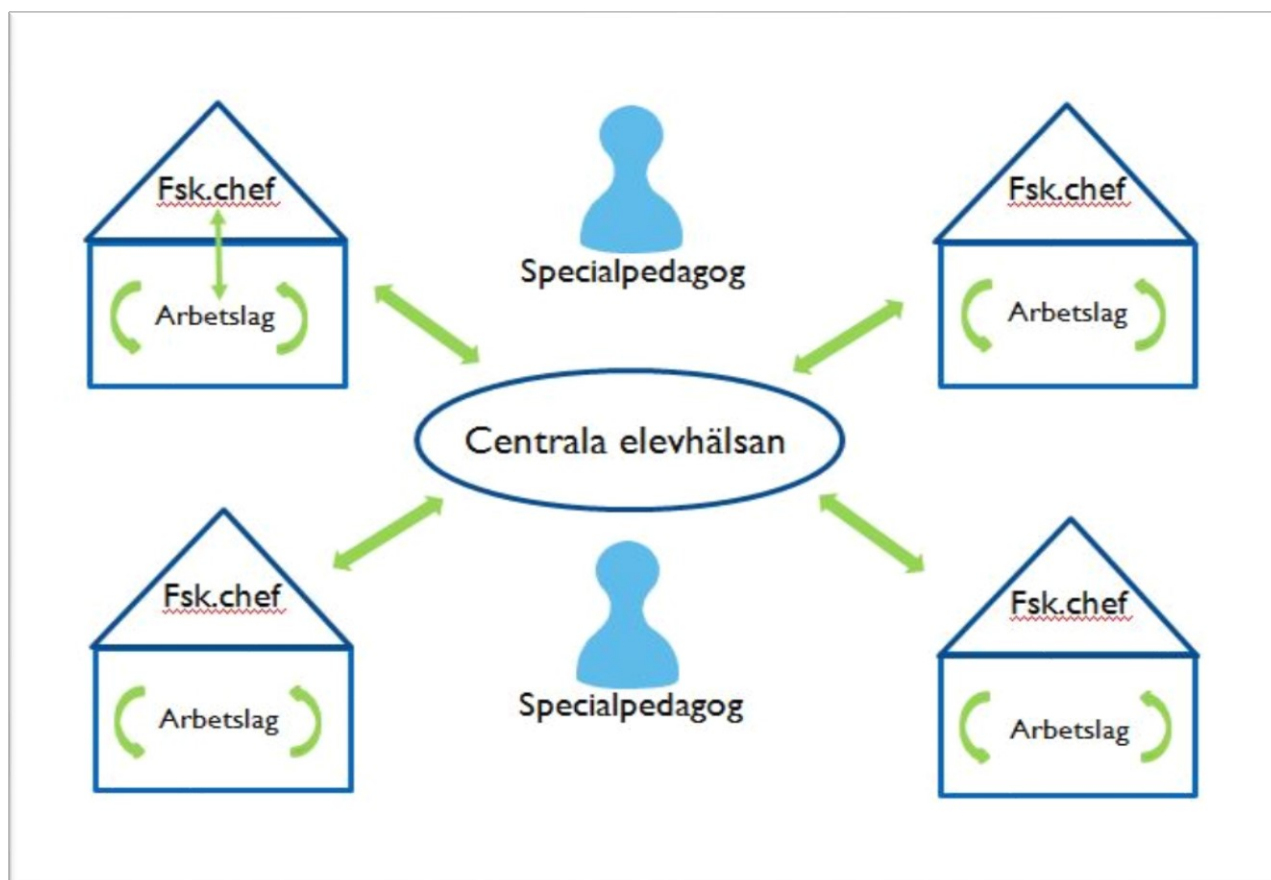 Fsk.chef
Arbetslag
Specialpedagog
Fsk.chef
Arbetslag
Centrala elevhälsan
Fsk.chef
Arbetslag
Specialpedagog
Fsk.chef
Arbetslag